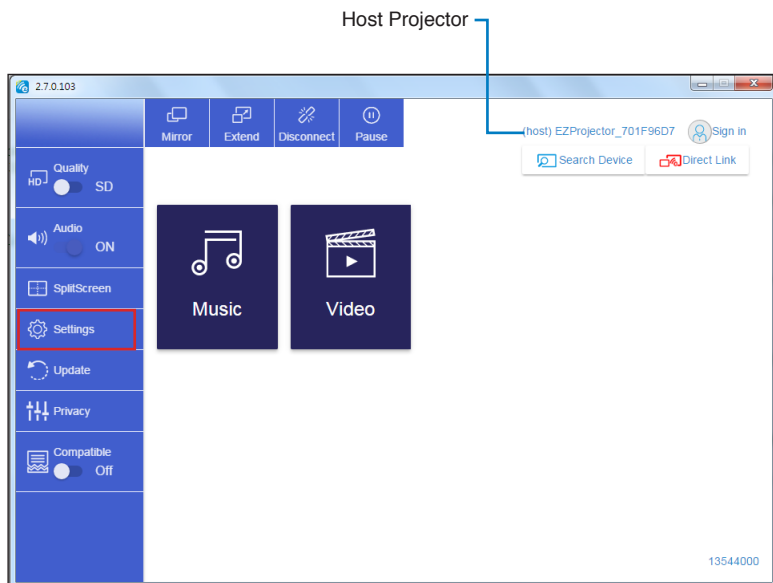 Host Projector
2.7.0.103
Mirror Extend Disconnect Pause
(host) EZProjector_701F96D7 Sign in
Search Device Direct Link
HD
Quality
SD
Audio
ON
SplitScreen
Settings
Update
Privacy
Compatible
Off
Music Video
13544000